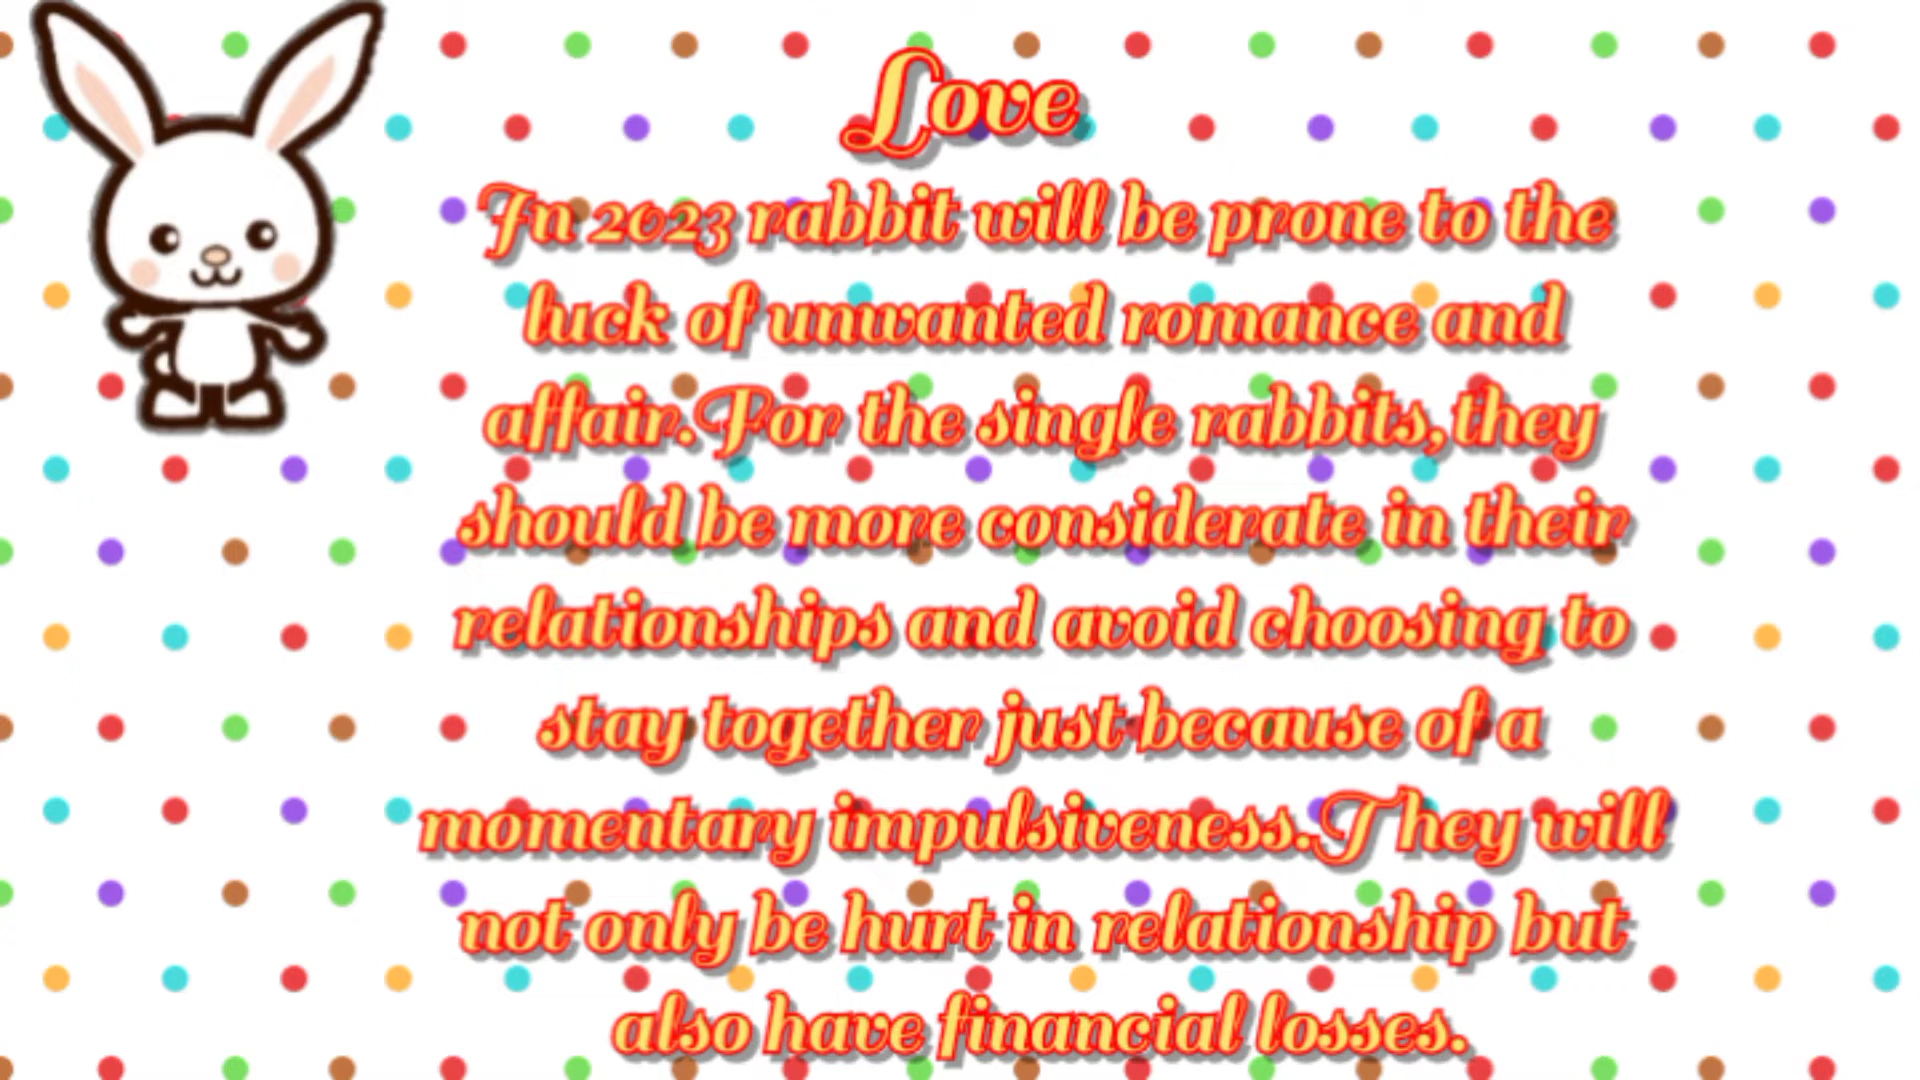 Love
In 2023 rabbit will be prone to the
luck of unwanted romance and
affair.For the single rabbits,they
should be more considerate in their
relationships and avoid choosing to
stay together just because of a
momentary impulsiveness.They will
not only be hurt in relationship but
also have financial losses.